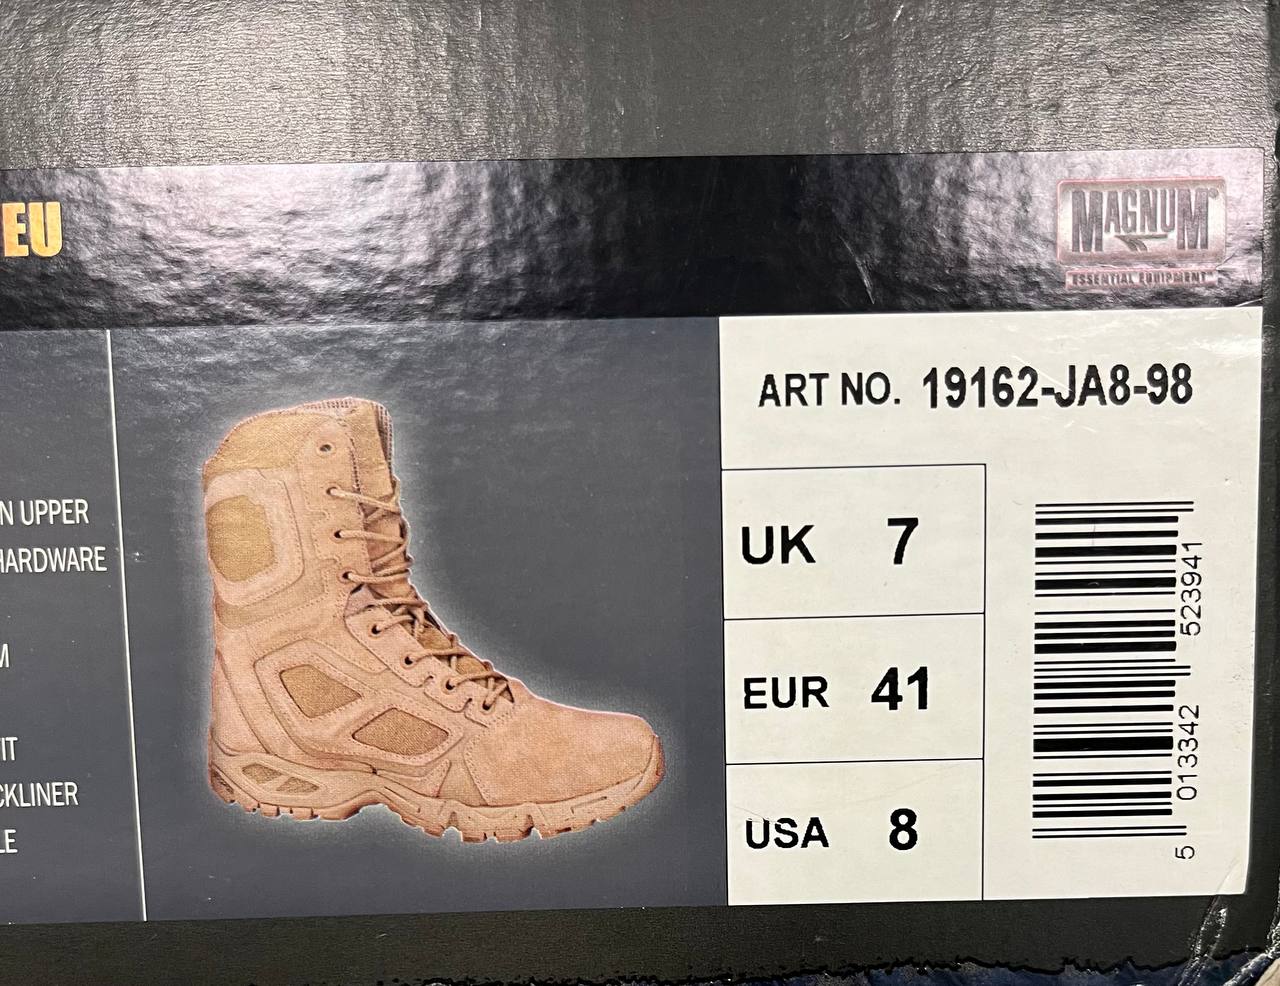 EU
MAGNUM®
ESSENTIAL EQUIPMENT
N UPPER
HARDWARE
M
IT
CKLINER
LE
ART NO. 19162-JA8-98
UK 7
EUR 41
USA 8
5 013342 523941